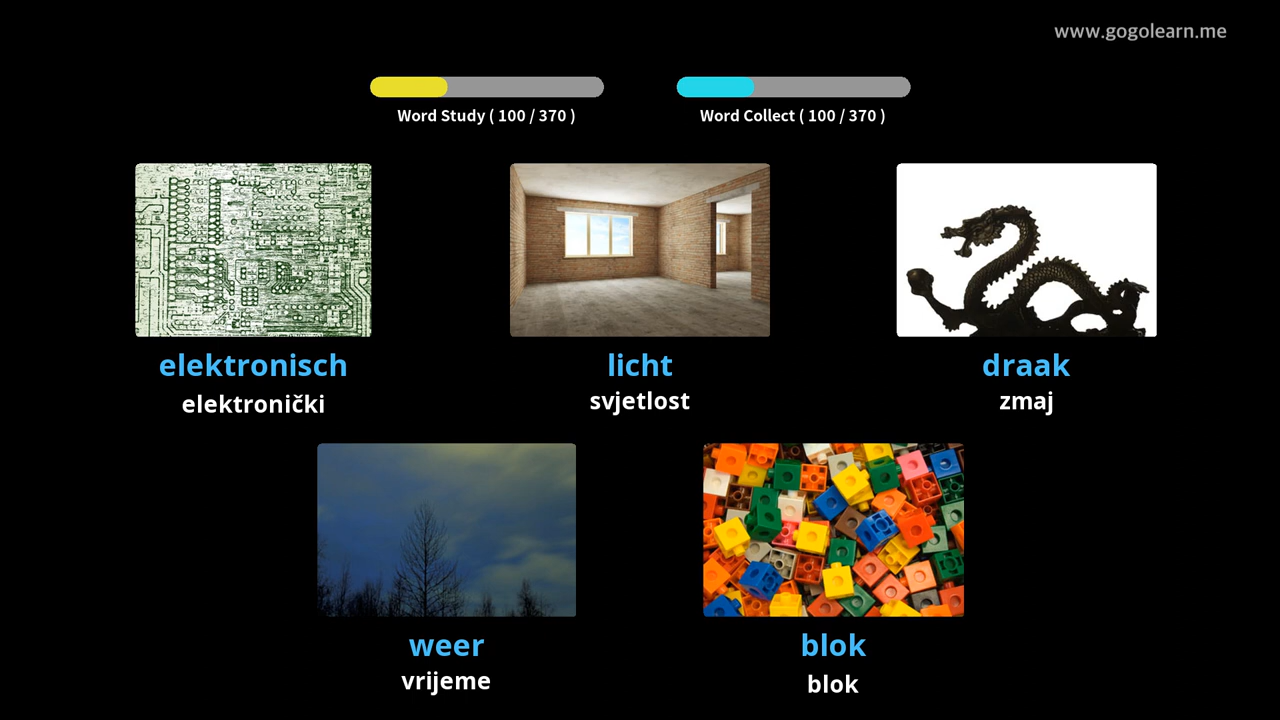 www.gogolearn.me
Word Study ( 100 / 370 )
Word Collect ( 100 / 370 )
elektronisch
elektronički
licht
svjetlost
draak
zmaj
weer
vrijeme
blok
blok